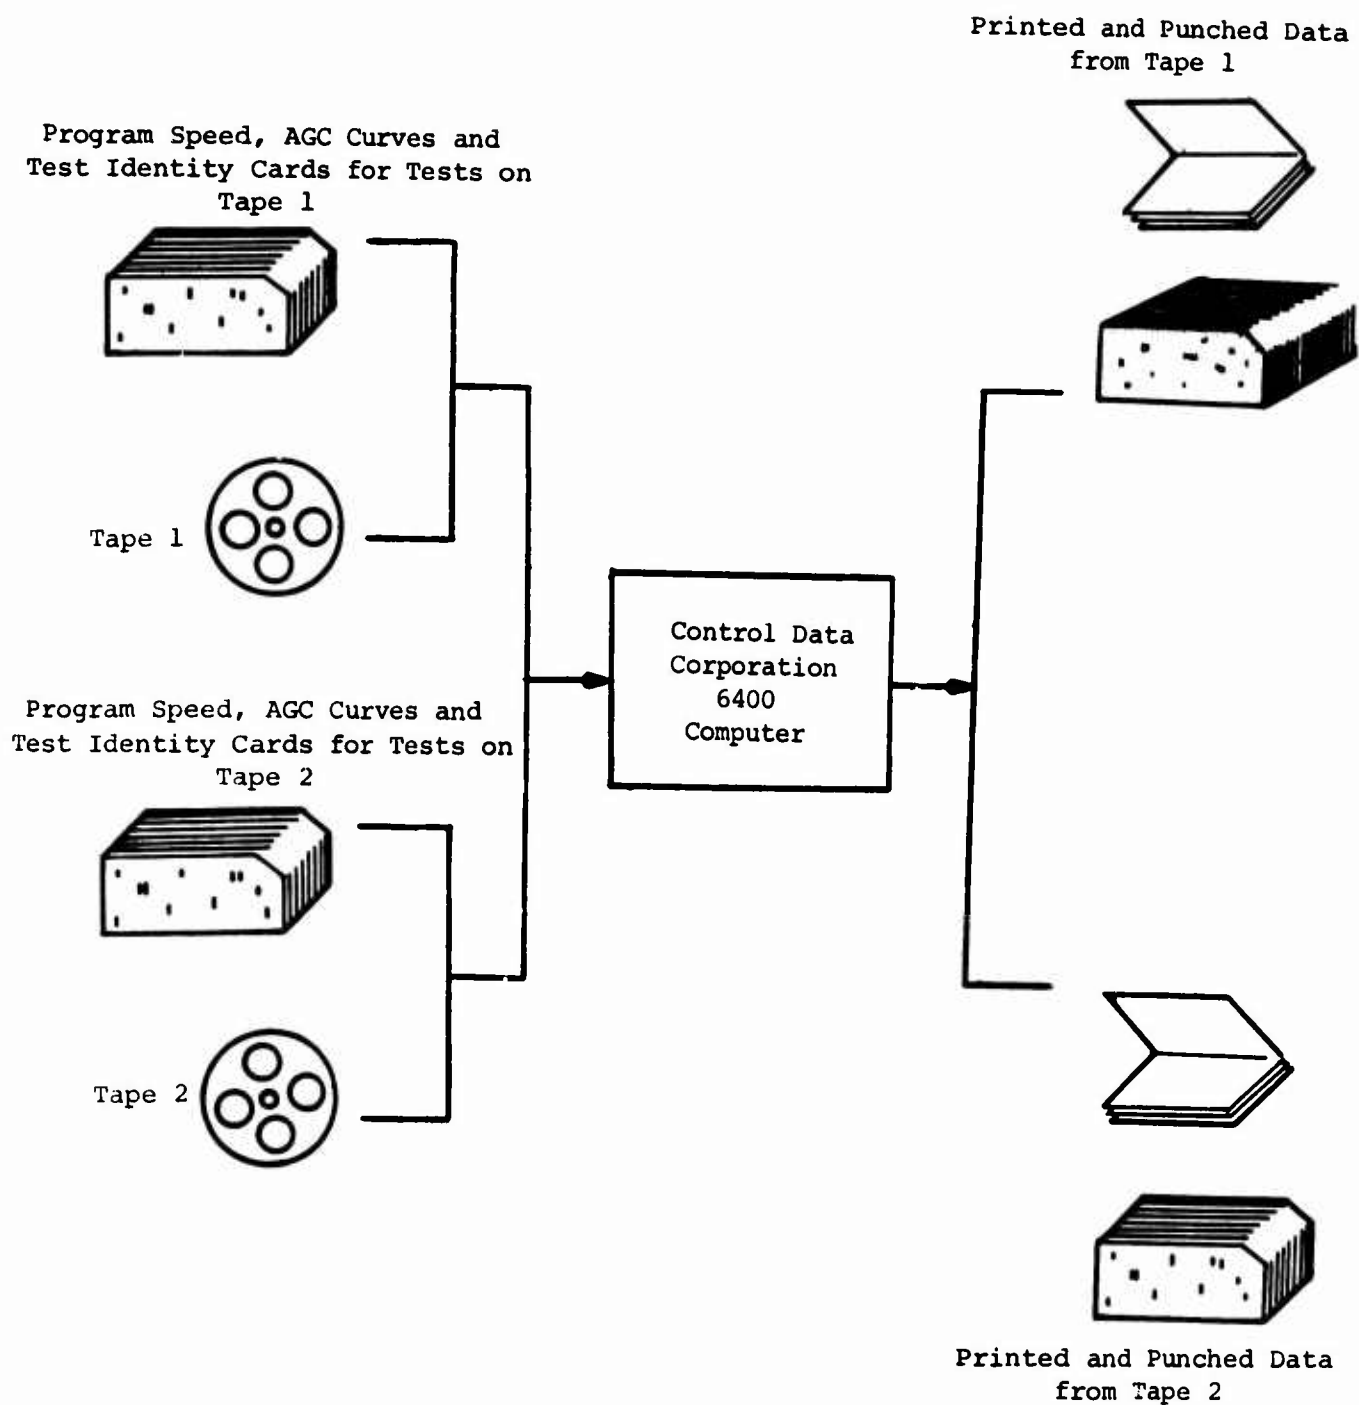 Printed and Punched Data
from Tape 1
Program Speed, AGC Curves and
Test Identity Cards for Tests on
Tape 1
Tape 1
Control Data
Corporation
6400
Computer
Program Speed, AGC Curves and
Test Identity Cards for Tests on
Tape 2
Tape 2
Printed and Punched Data
from Tape 2